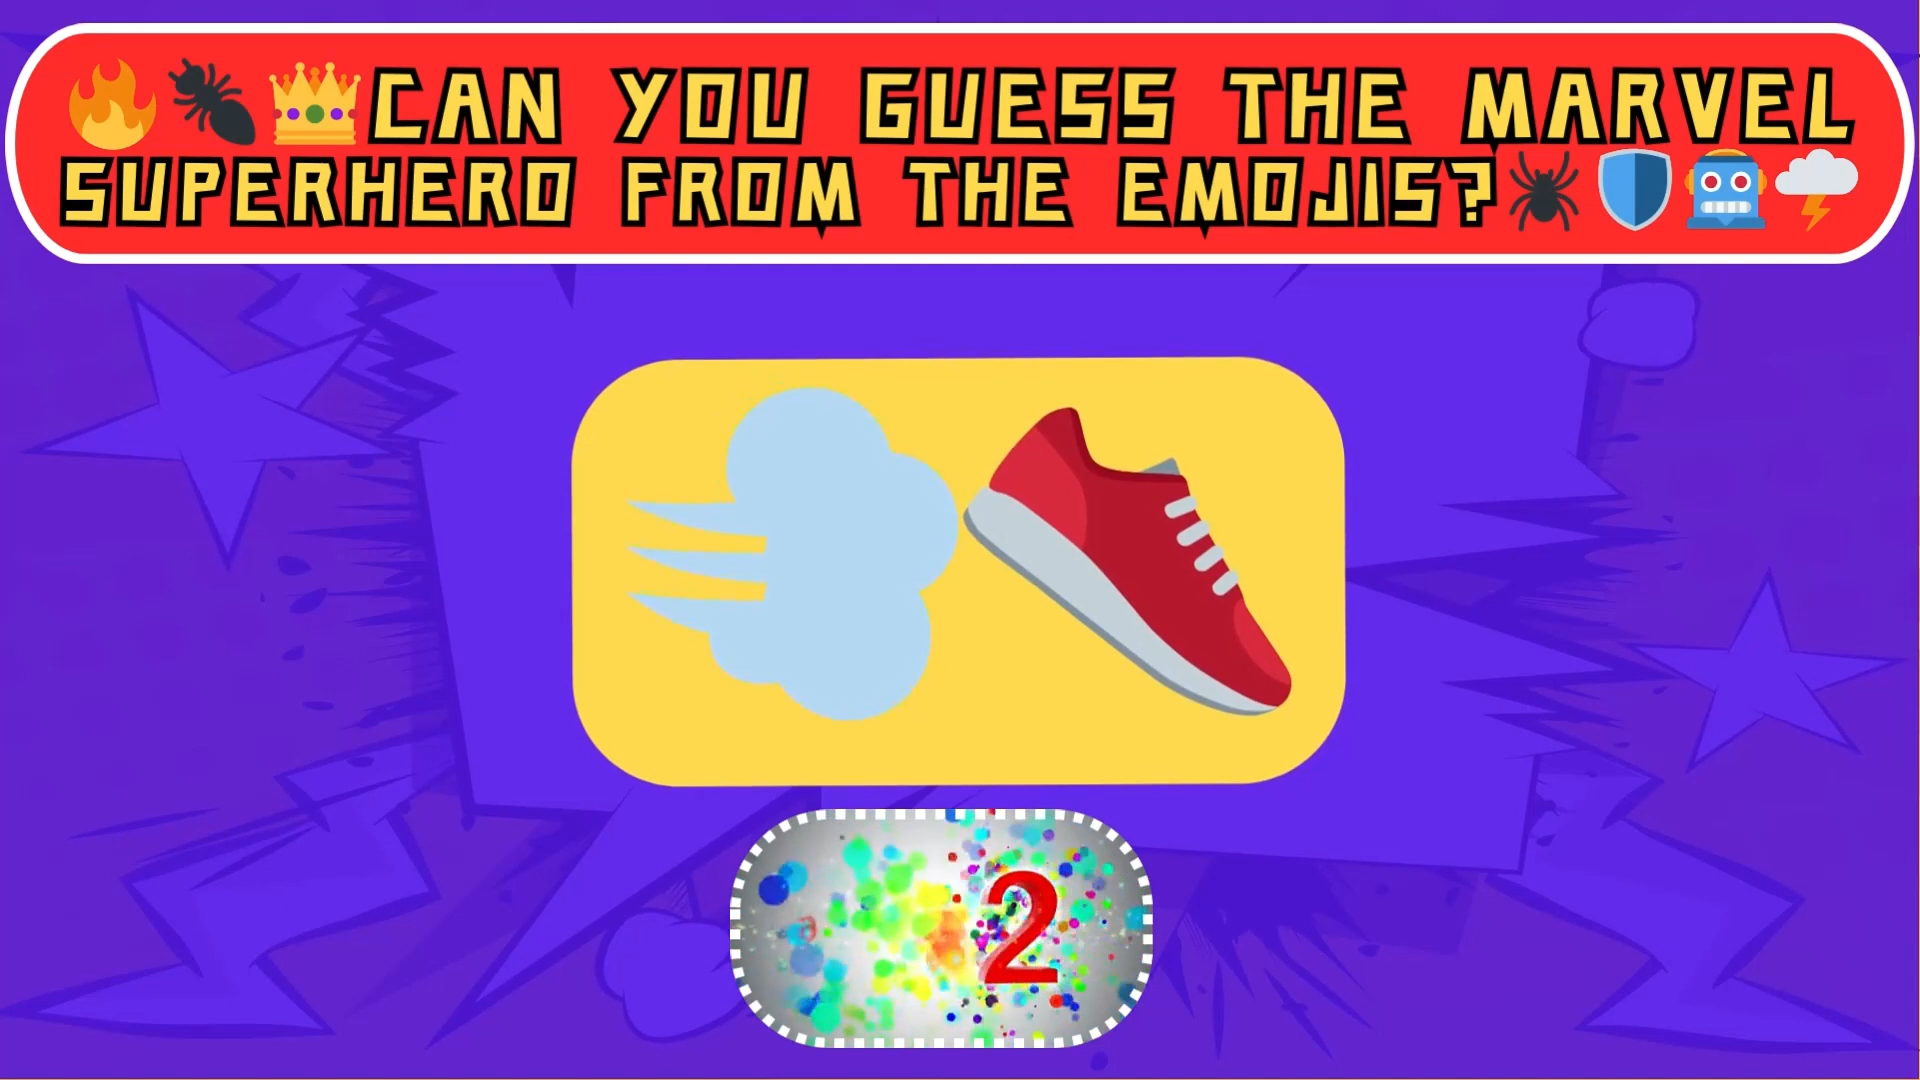 🔥🐜👑CAN YOU GUESS THE MARVEL
SUPERHERO FROM THE EMOJIS?🕷🛡🤖🌩
2